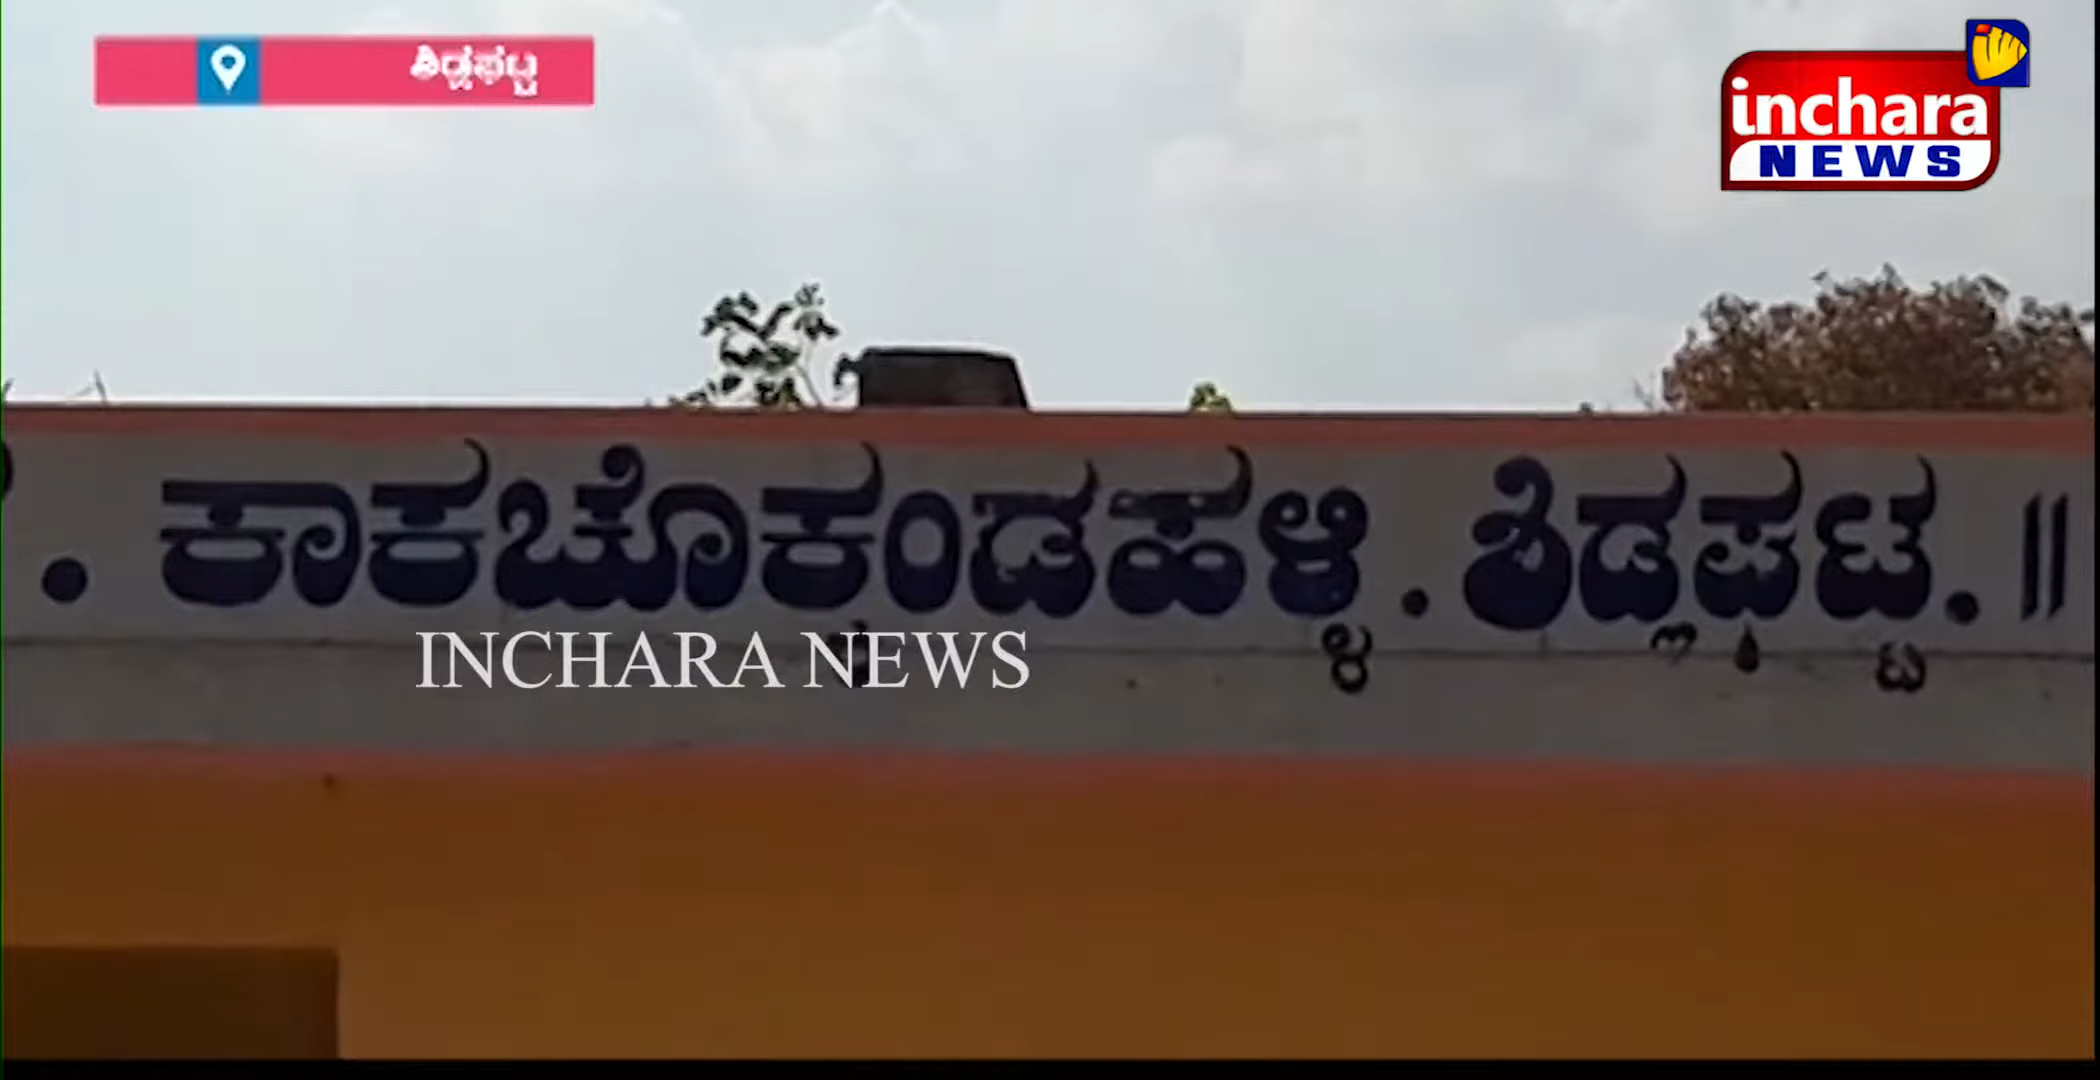 ಶಿಡ್ಲಘಟ್ಟ
inchara
NEWS
. ಕಾಕಚೊಕ್ಕಂಡಹಳ್ಳಿ. ಶಿಡ್ಲಘಟ್ಟ. ||
INCHARA NEWS